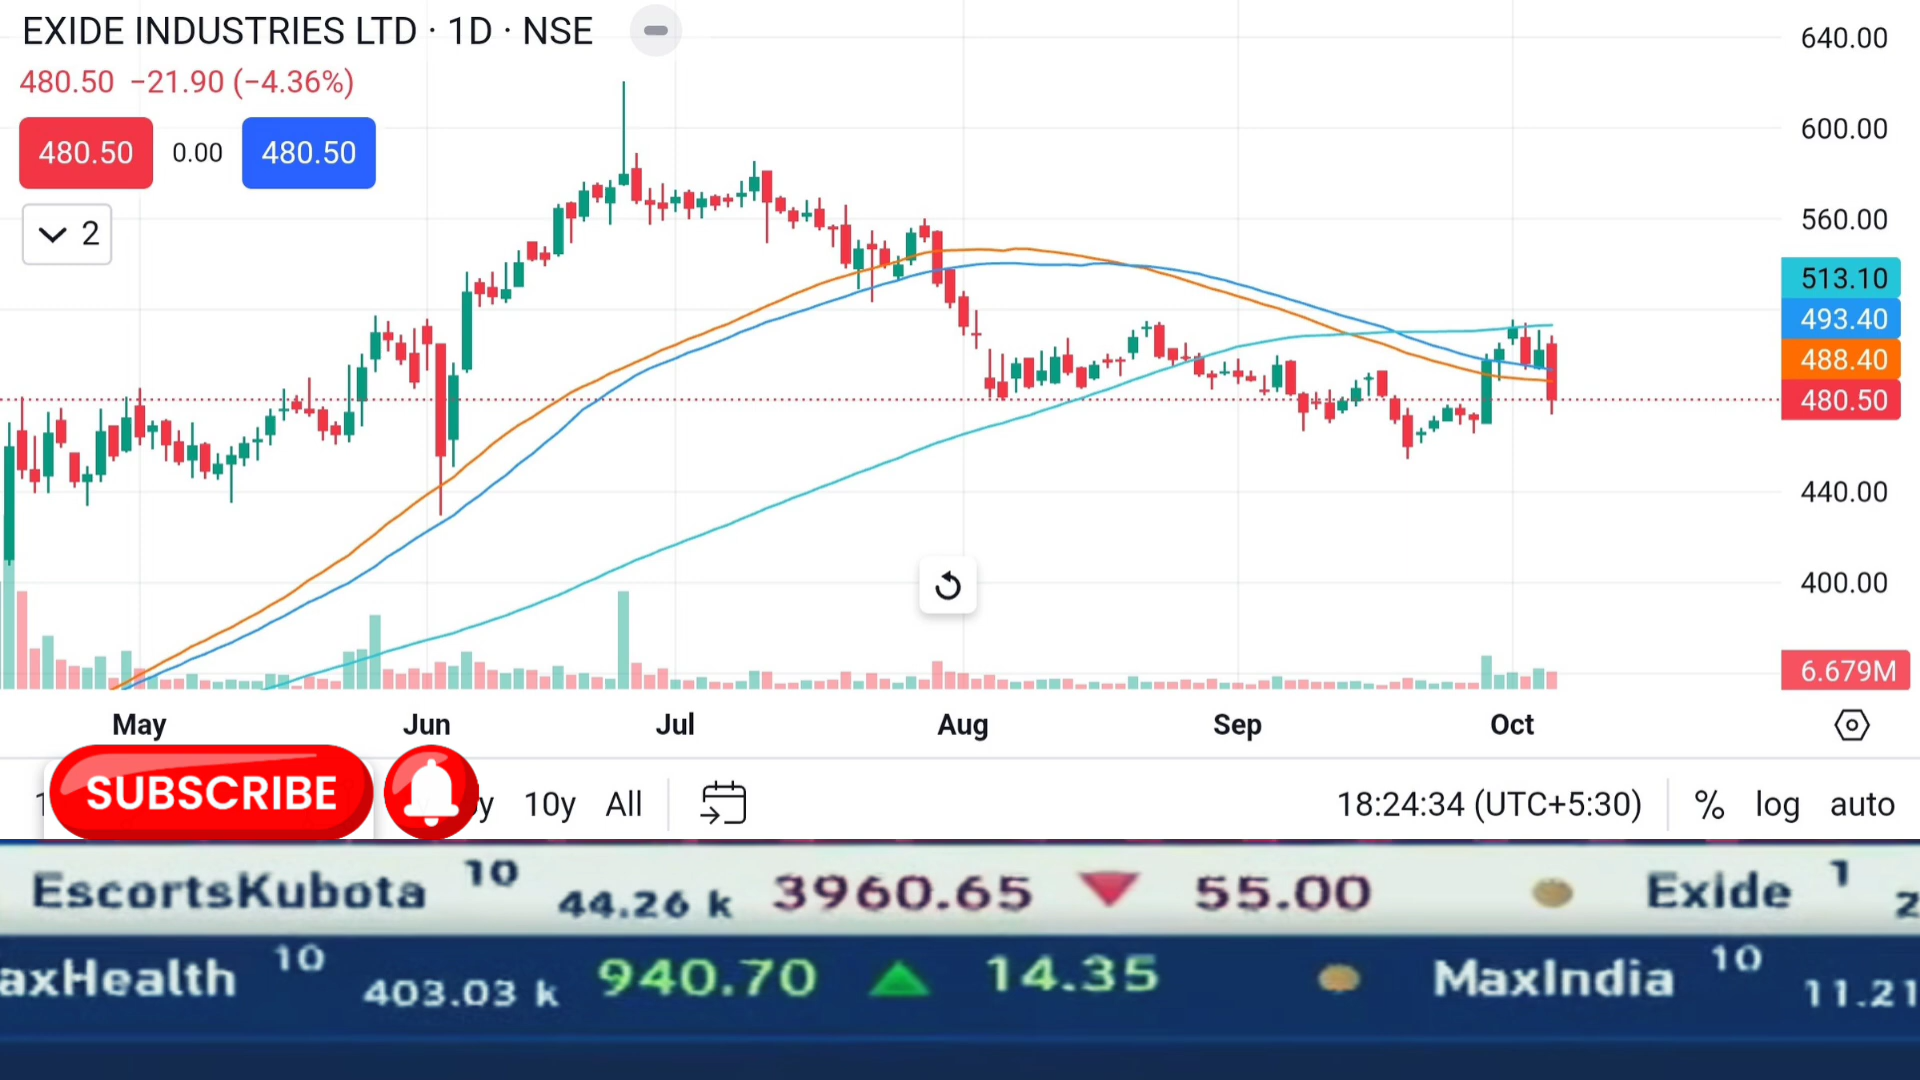 EXIDE INDUSTRIES LTD · 1D · NSE
480.50 −21.90 (−4.36%)
480.50 0.00 480.50
2
640.00
600.00
560.00
513.10
493.40
488.40
480.50
440.00
400.00
6.679M
May Jun Jul Aug Sep Oct
SUBSCRIBE
10y All
18:24:34 (UTC+5:30) % log auto
EscortsKubota 10 44.26 k 3960.65 55.00 Exide 1 2
axHealth 10 403.03 k 940.70 14.35 MaxIndia 10 11.21